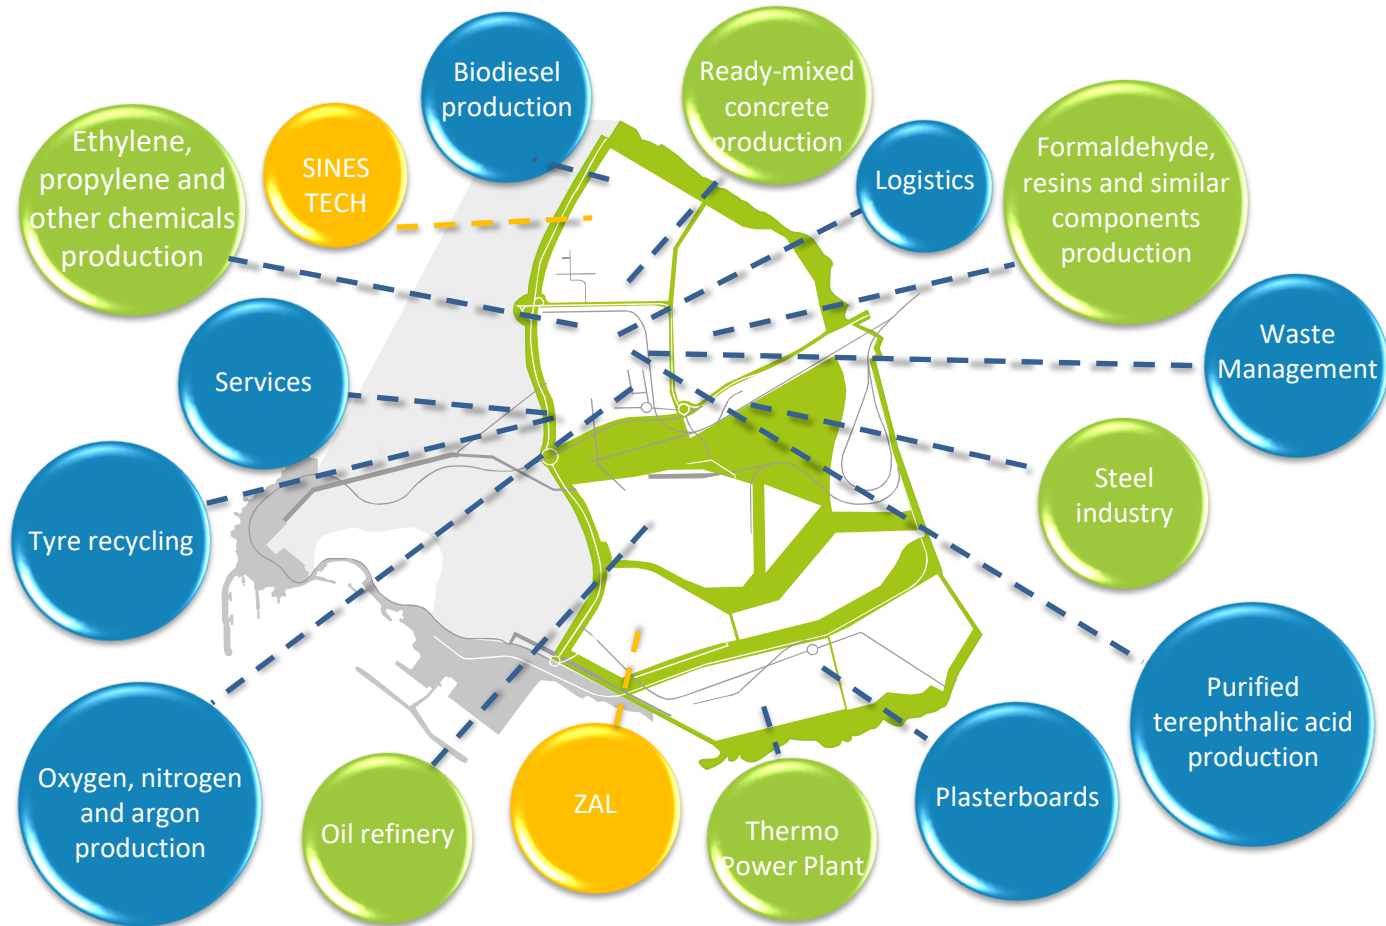 Biodiesel
production
Ready-mixed
concrete
production
Ethylene,
propylene and
other chemicals
production
SINES
TECH
Logistics
Formaldehyde,
resins and similar
components
production
Services
Waste
Management
Tyre recycling
Steel
industry
Oxygen, nitrogen
and argon
production
Oil refinery
ZAL
Thermo
Power Plant
Plasterboards
Purified
terephthalic acid
production